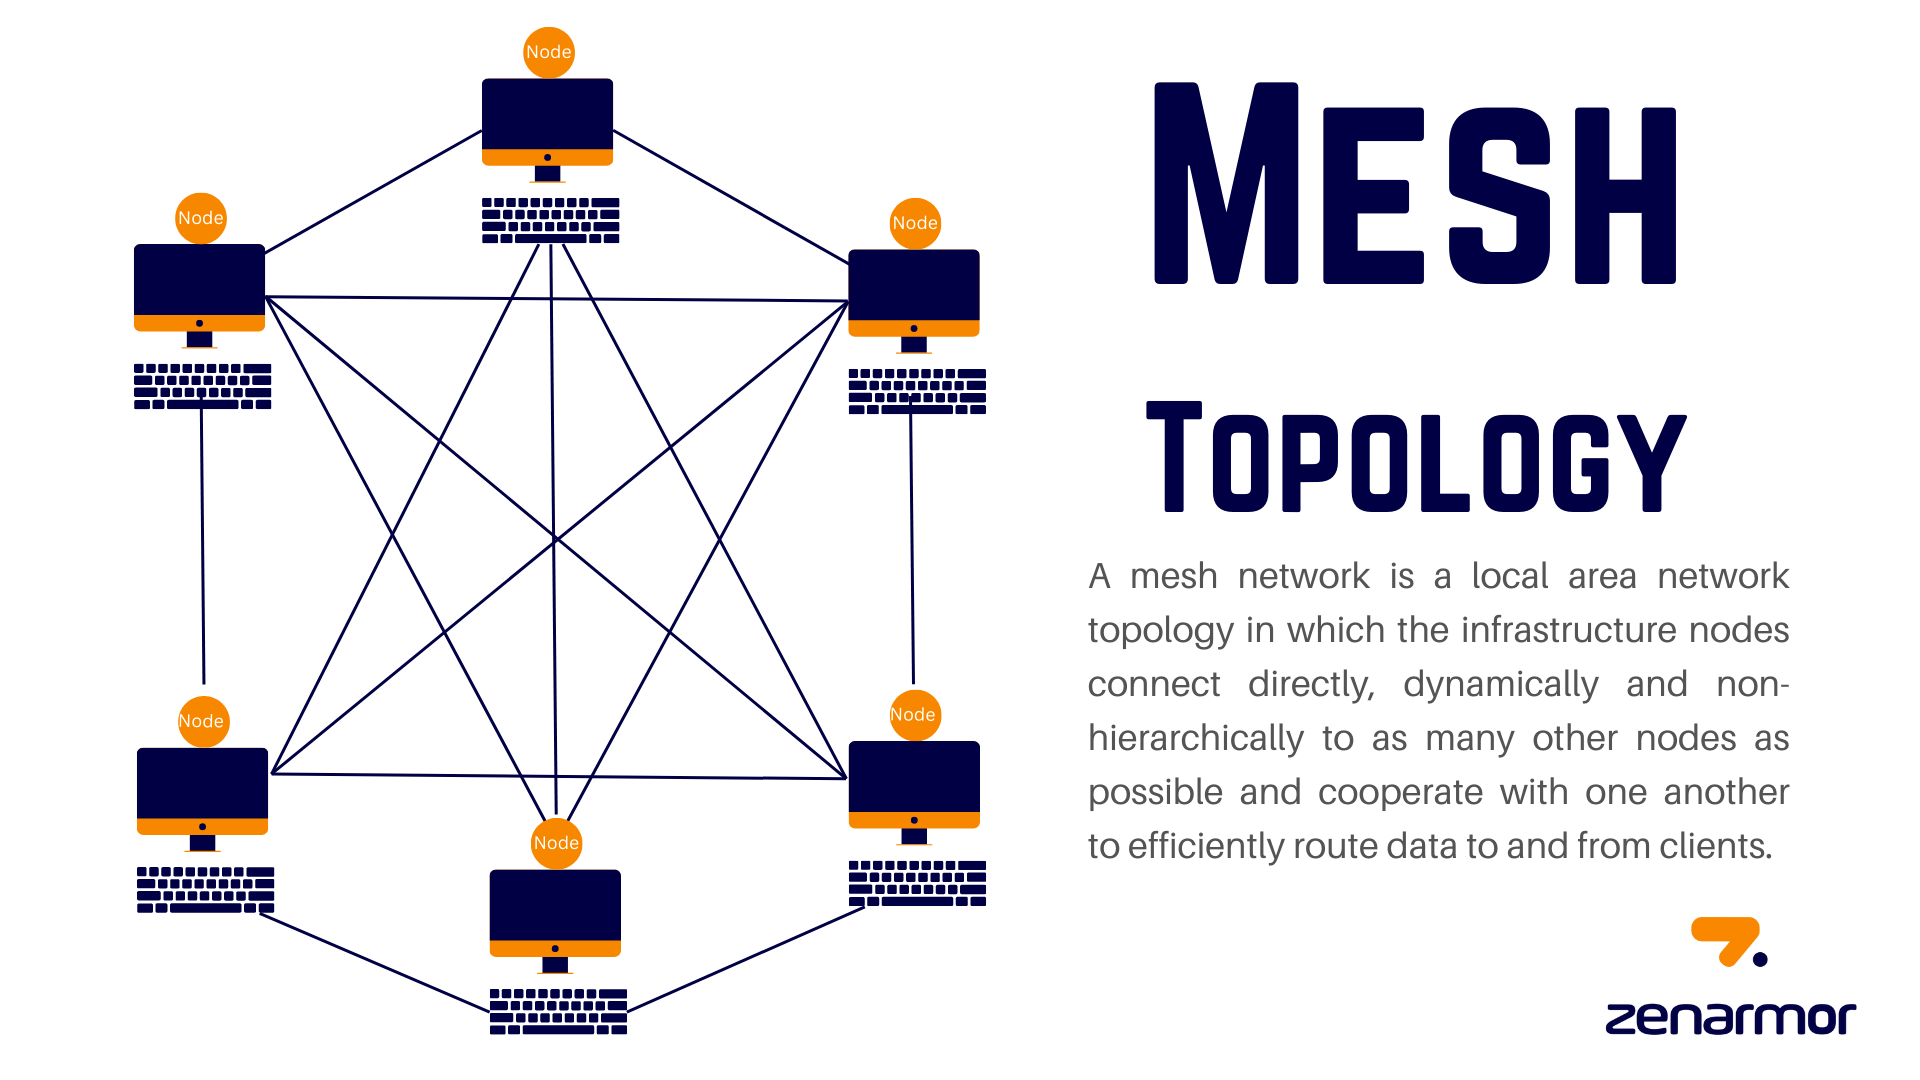 Node
Node
Node
Node
Node
Node
MESH
TOPOLOGY
A mesh network is a local area network
topology in which the infrastructure nodes
connect directly, dynamically and non-
hierarchically to as many other nodes as
possible and cooperate with one another
to efficiently route data to and from clients.
zenarmor